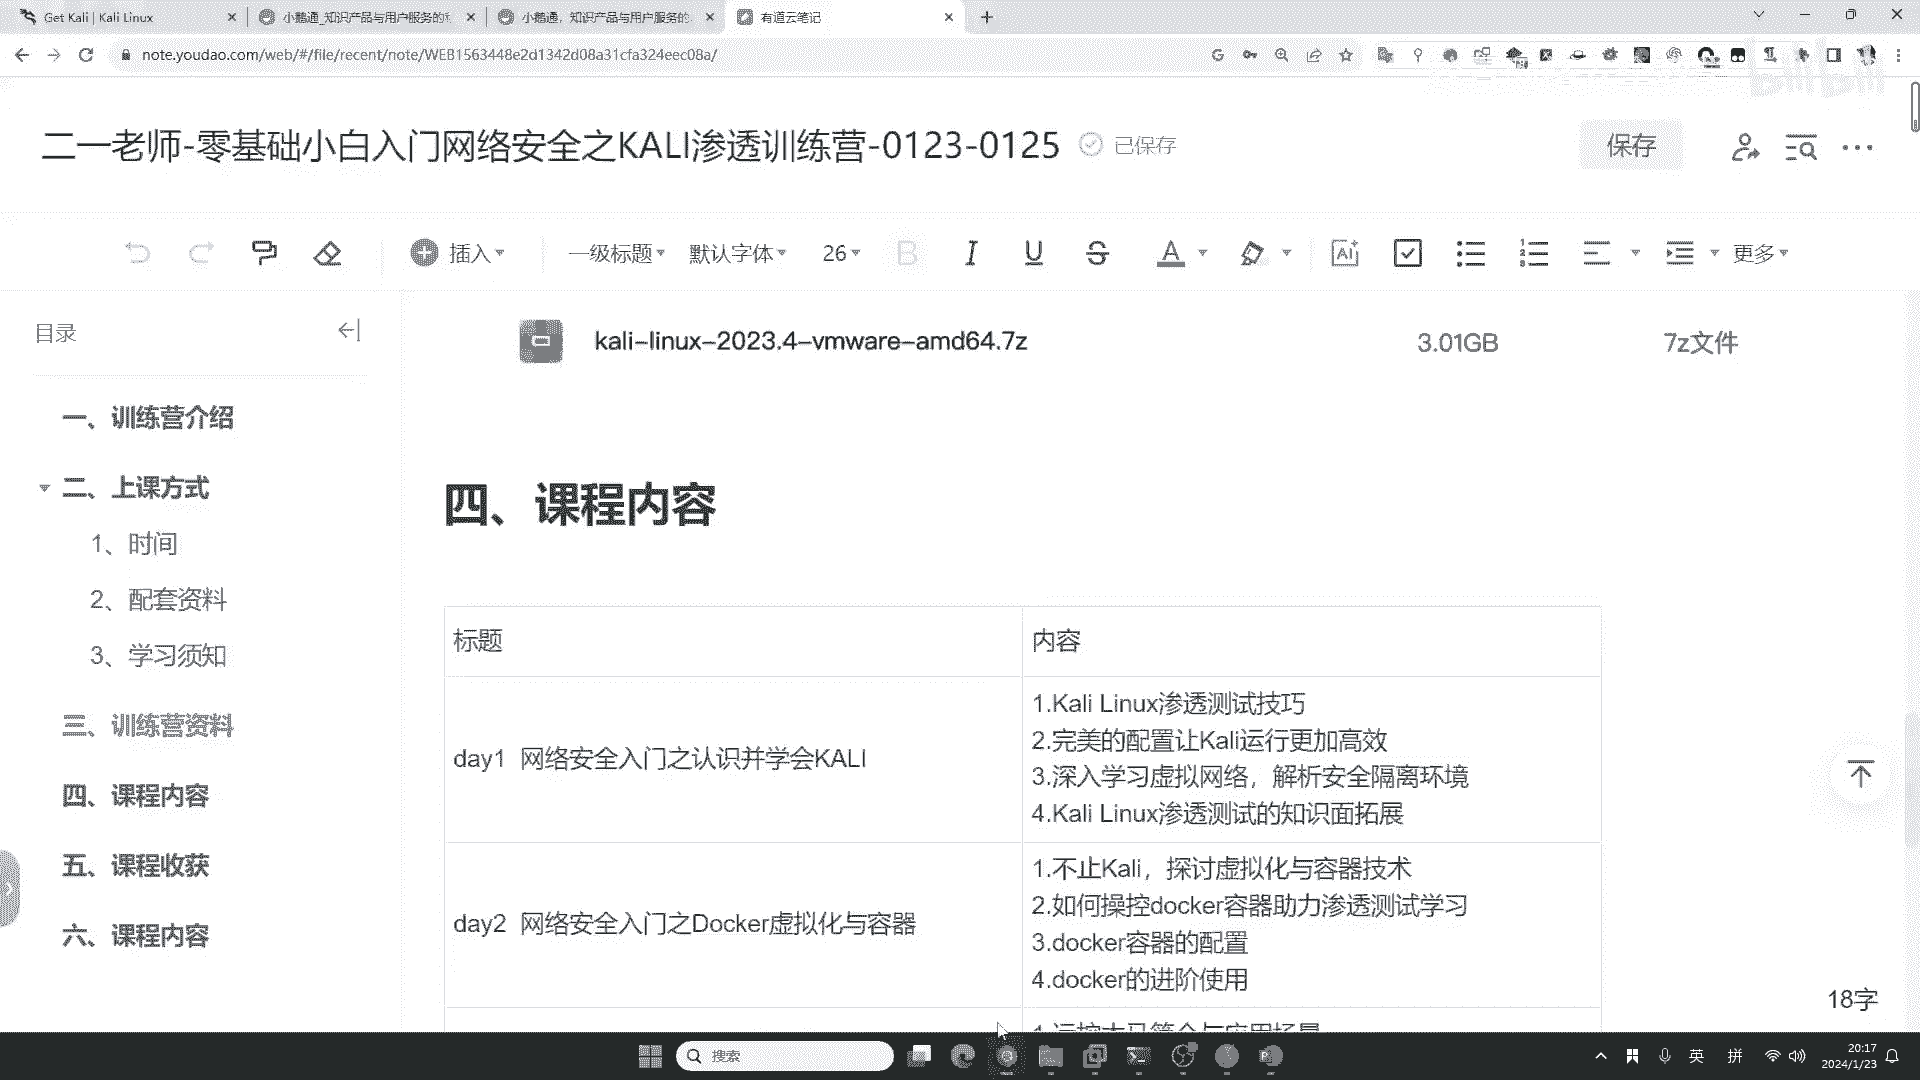 Get Kali | Kali Linux
小鹅通_知识产品与用户服务的
小鹅通，知识产品与用户服务的
有道云笔记
note.youdao.com/web/#/file/recent/note/WEB1563448e2d1342d08a31cfa324eec08a/
bilibili
二一老师-零基础小白入门网络安全之KALI渗透训练营-0123-0125
已保存
保存
插入
一级标题
默认字体
26
B
I
U
S
A
AI
更多
目录
一、训练营介绍
二、上课方式
1、时间
2、配套资料
3、学习须知
三、训练营资料
四、课程内容
五、课程收获
六、课程内容
kali-linux-2023.4-vmware-amd64.7z
3.01GB
7z文件
四、课程内容
标题
内容
day1 网络安全入门之认识并学会KALI
1.Kali Linux渗透测试技巧
2.完美的配置让Kali运行更加高效
3.深入学习虚拟网络，解析安全隔离环境
4.Kali Linux渗透测试的知识面拓展
day2 网络安全入门之Docker虚拟化与容器
1.不止Kali，探讨虚拟化与容器技术
2.如何操控docker容器助力渗透测试学习
3.docker容器的配置
4.docker的进阶使用
1.远控木马简介与应用场景
18字
搜索
英
拼
20:17
2024/1/23